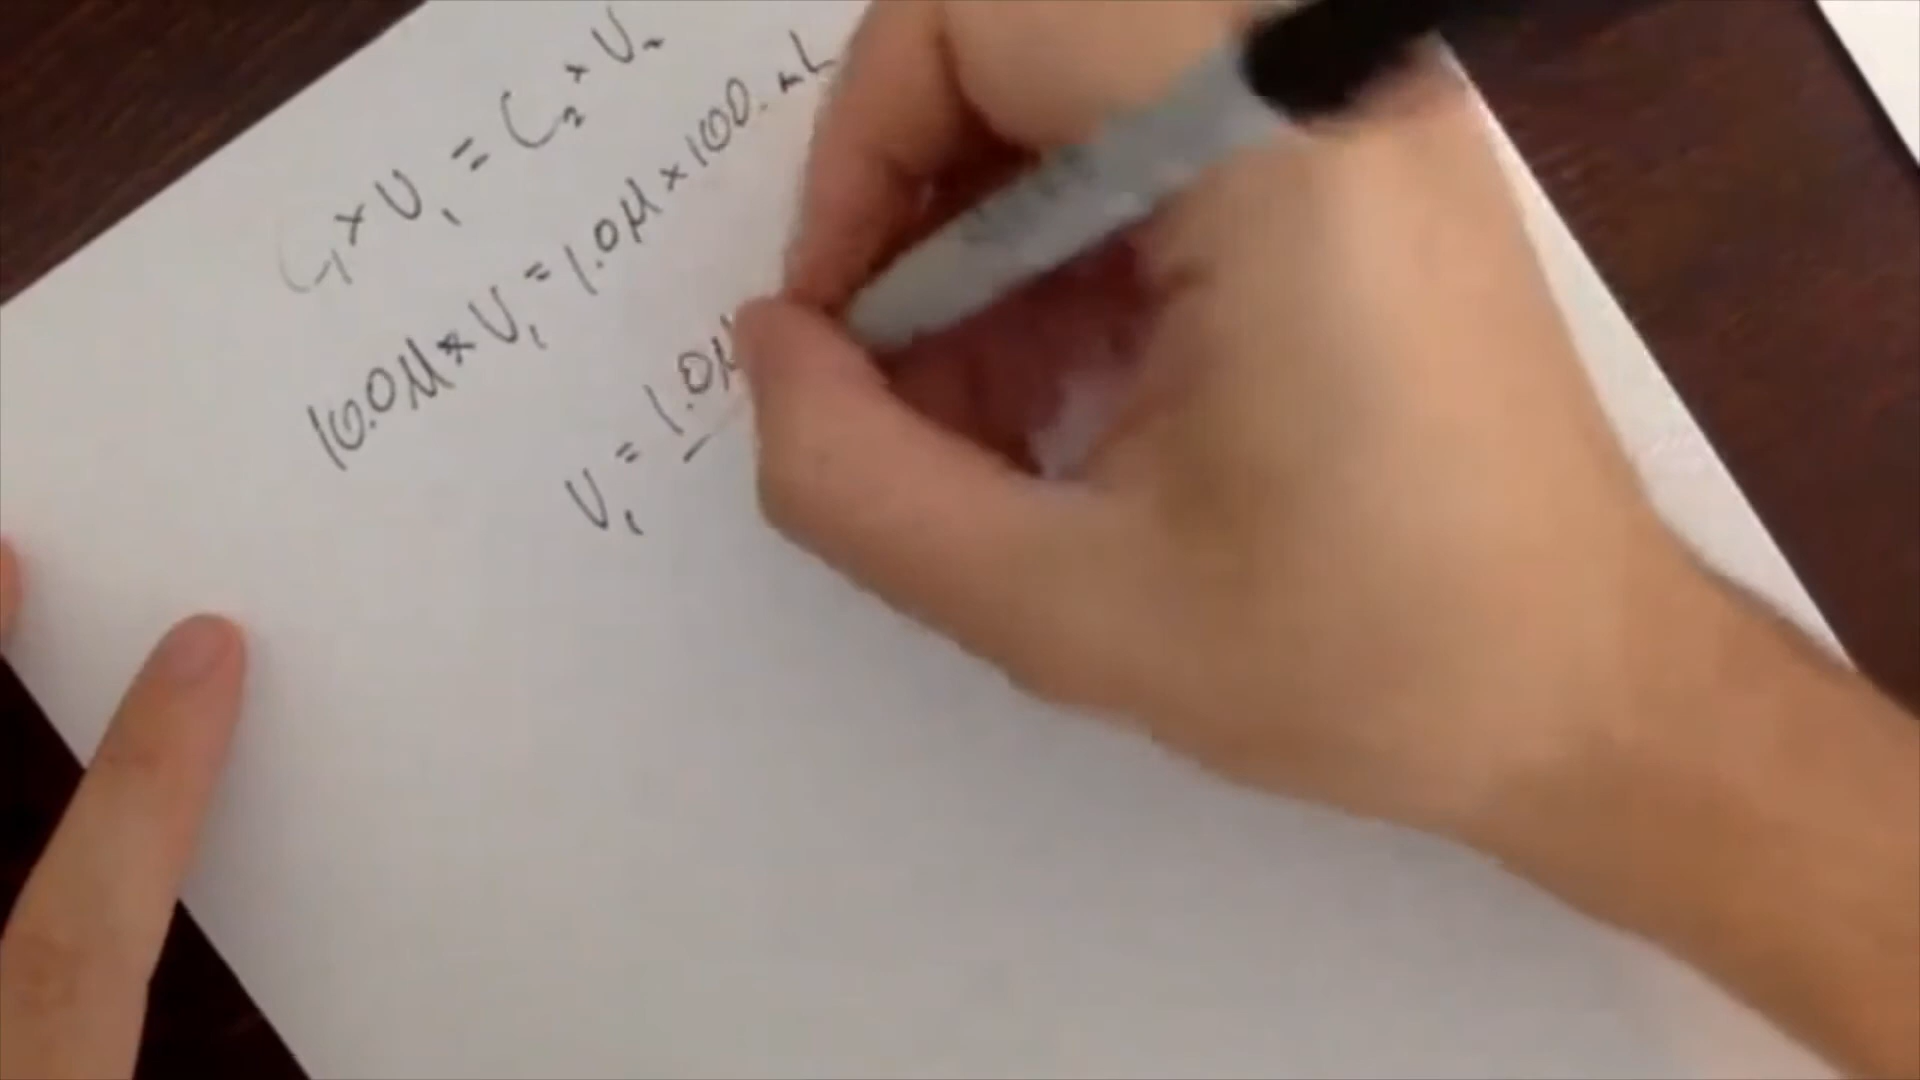 C₁ × V₁ = C₂ × V₂
10.0M × V₁ = 1.0M × 100. mL
V₁ = 1.0M